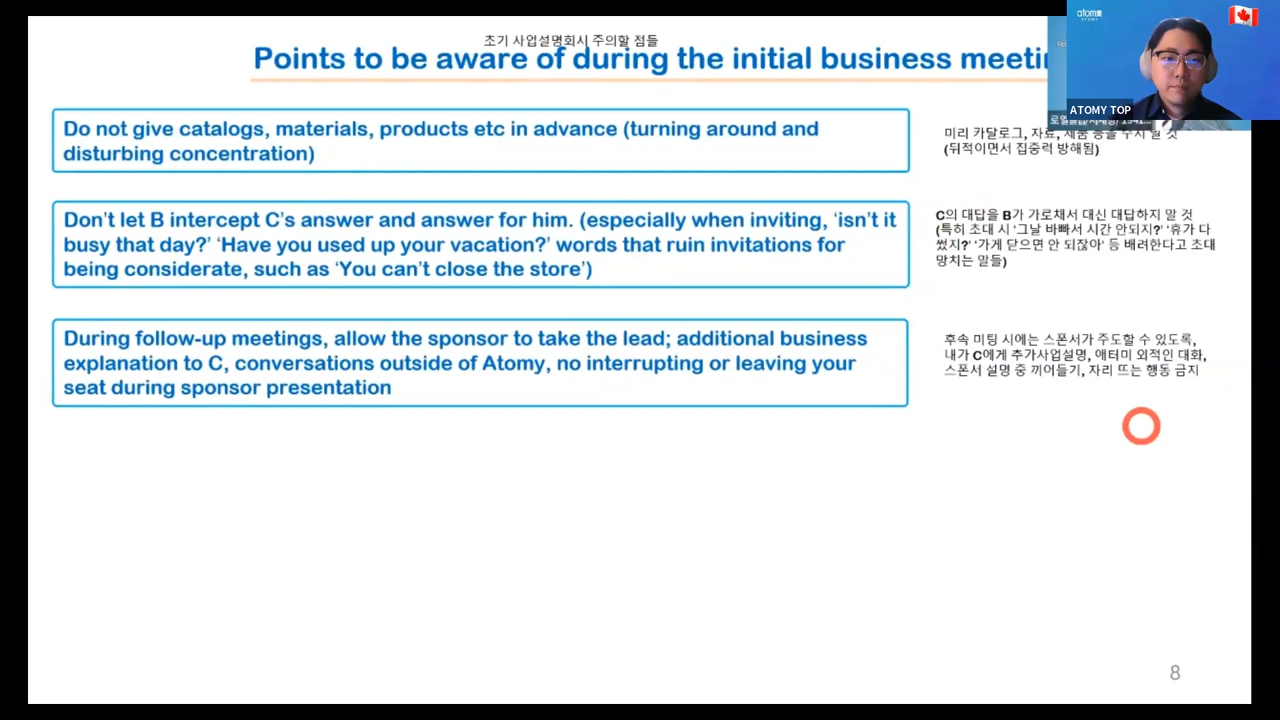 초기 사업설명회시 주의할 점들
Points to be aware of during the initial business
atom美
ATOMY
ATOMY TOP
Do not give catalogs, materials, products etc in advance (turning around and
disturbing concentration)
미리 카달로그, 자료, 제품 등을 주지 말 것
(뒤적이면서 집중력 방해됨)
Don't let B intercept C's answer and answer for him. (especially when inviting, 'isn't it
busy that day?' 'Have you used up your vacation?' words that ruin invitations for
being considerate, such as 'You can't close the store')
C의 대답을 B가 가로채서 대신 대답하지 말 것
(특히 초대 시 '그날 바빠서 시간 안되지?' '휴가 다
썼지?' '가게 닫으면 안 되잖아' 등 배려한다고 초대
망치는 말들)
During follow-up meetings, allow the sponsor to take the lead; additional business
explanation to C, conversations outside of Atomy, no interrupting or leaving your
seat during sponsor presentation
후속 미팅 시에는 스폰서가 주도할 수 있도록,
내가 C에게 추가사업설명, 애터미 외적인 대화,
스폰서 설명 중 끼어들기, 자리 뜨는 행동 금지
8